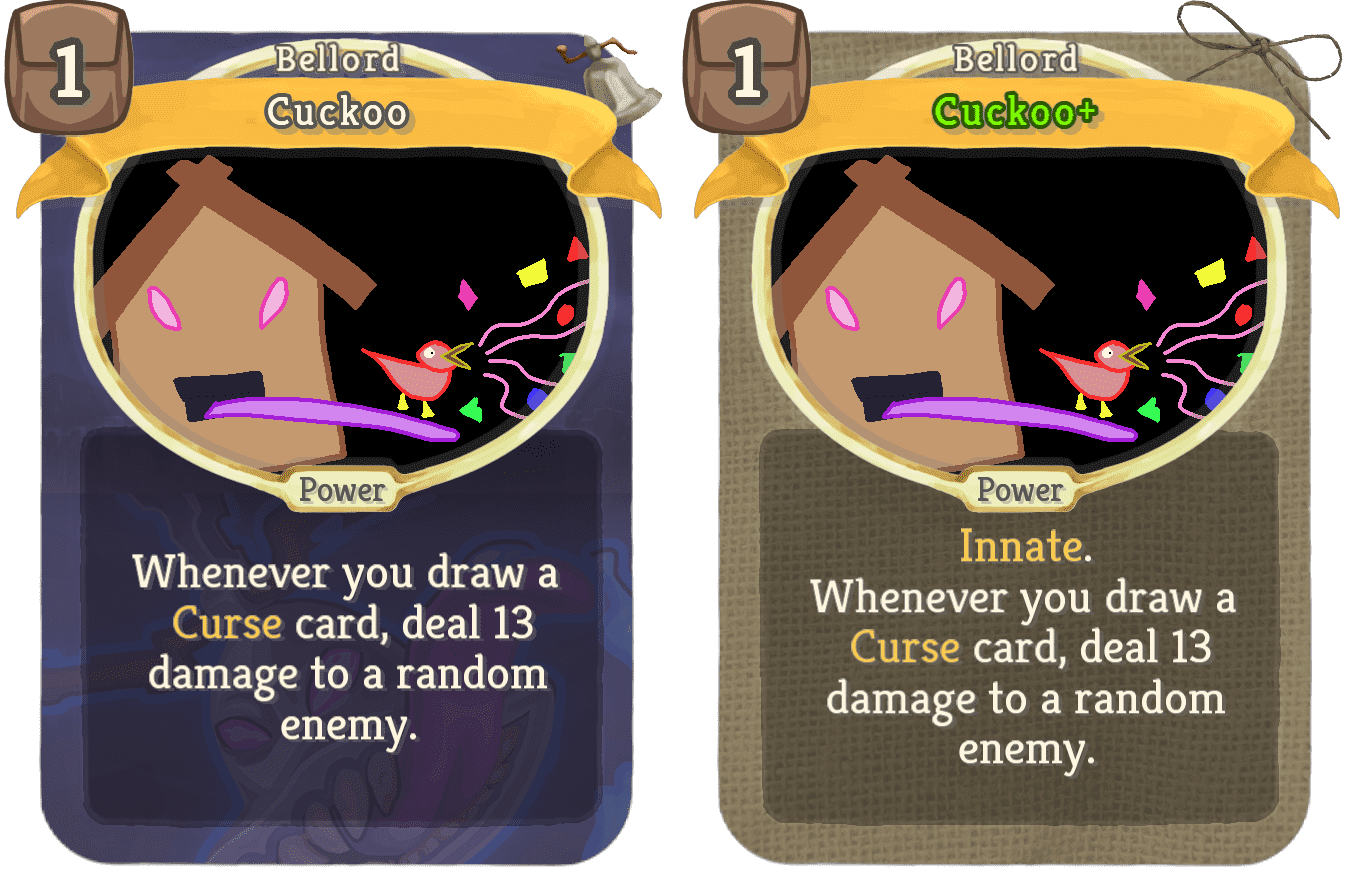 1
Bellord
Cuckoo
Power
Whenever you draw a
Curse card, deal 13
damage to a random
enemy.
1
Bellord
Cuckoo+
Power
Innate.
Whenever you draw a
Curse card, deal 13
damage to a random
enemy.